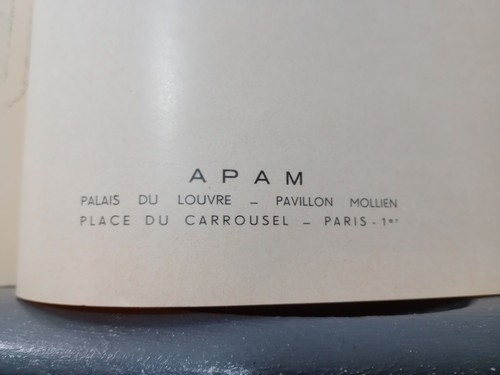 APAM
PALAIS DU LOUVRE – PAVILLON MOLLIEN
PLACE DU CARROUSEL – PARIS - 1er